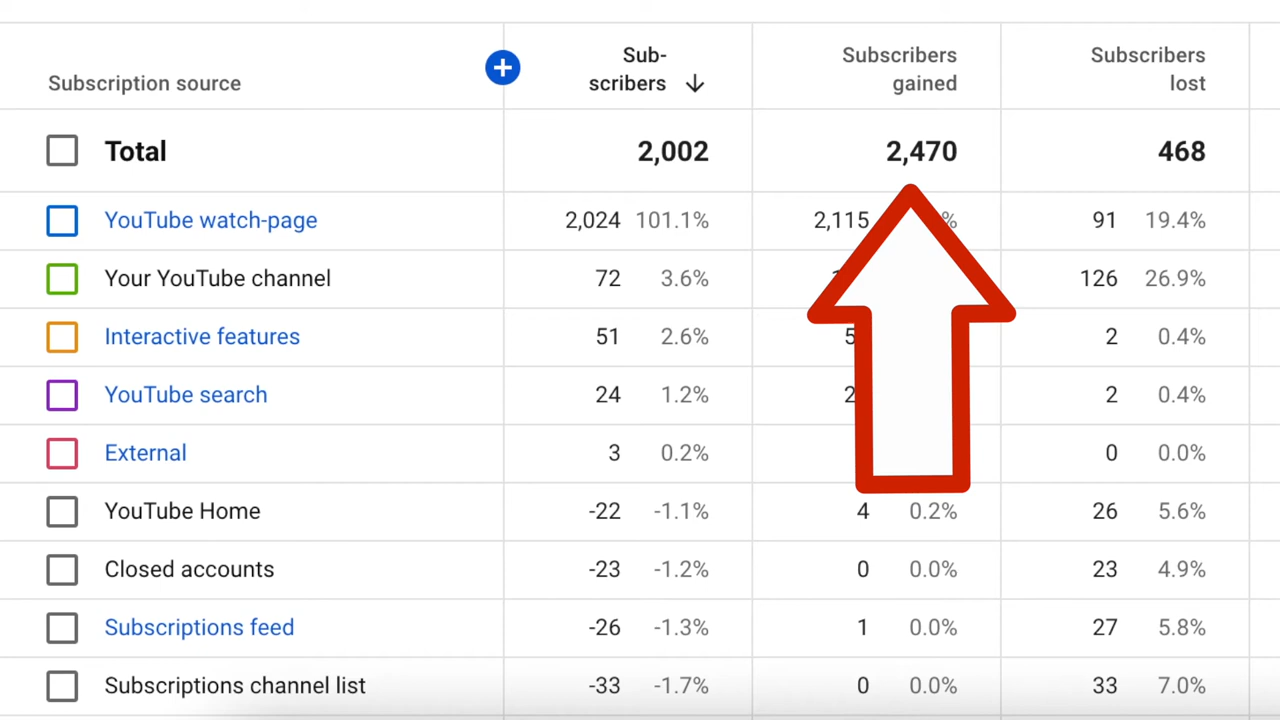 Subscription source
Sub-
scribers
Subscribers
gained
Subscribers
lost
Total 2,002 2,470 468
YouTube watch-page 2,024 101.1% 2,115 91 19.4%
Your YouTube channel 72 3.6% 126 26.9%
Interactive features 51 2.6% 2 0.4%
YouTube search 24 1.2% 2 0.4%
External 3 0.2% 0 0.0%
YouTube Home -22 -1.1% 4 0.2% 26 5.6%
Closed accounts -23 -1.2% 0 0.0% 23 4.9%
Subscriptions feed -26 -1.3% 1 0.0% 27 5.8%
Subscriptions channel list -33 -1.7% 0 0.0% 33 7.0%